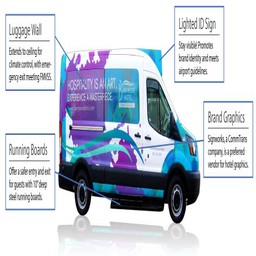 Luggage Wall
Extends to ceiling for
climate control, with emer-
gency exit meeting FMVSS.
Lighted ID Sign
Stay visible! Promotes
brand identity and meets
airport guidelines.
HOSPITALITY IS AN ART.
EXPERIENCE A MASTERPIECE.
Brand Graphics
Signworks, a CommTrans
company, is a preferred
vendor for hotel graphics.
Running Boards
Offer a safer entry and exit
for guests with 10" deep
steel running boards.